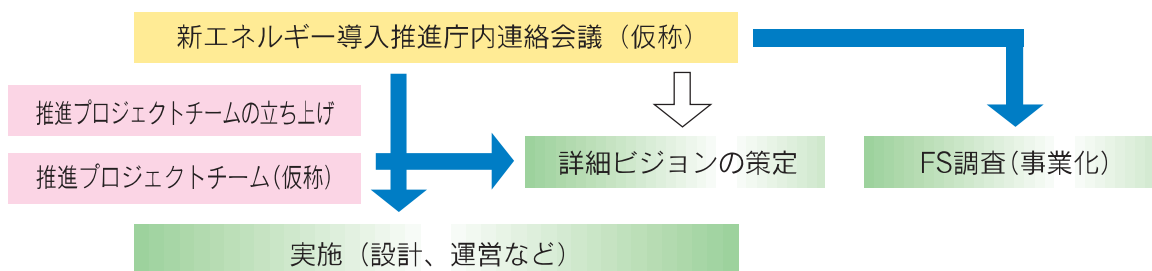 新エネルギー導入推進庁内連絡会議（仮称）
推進プロジェクトチームの立ち上げ
推進プロジェクトチーム（仮称）
詳細ビジョンの策定
FS調査（事業化）
実施（設計、運営など）